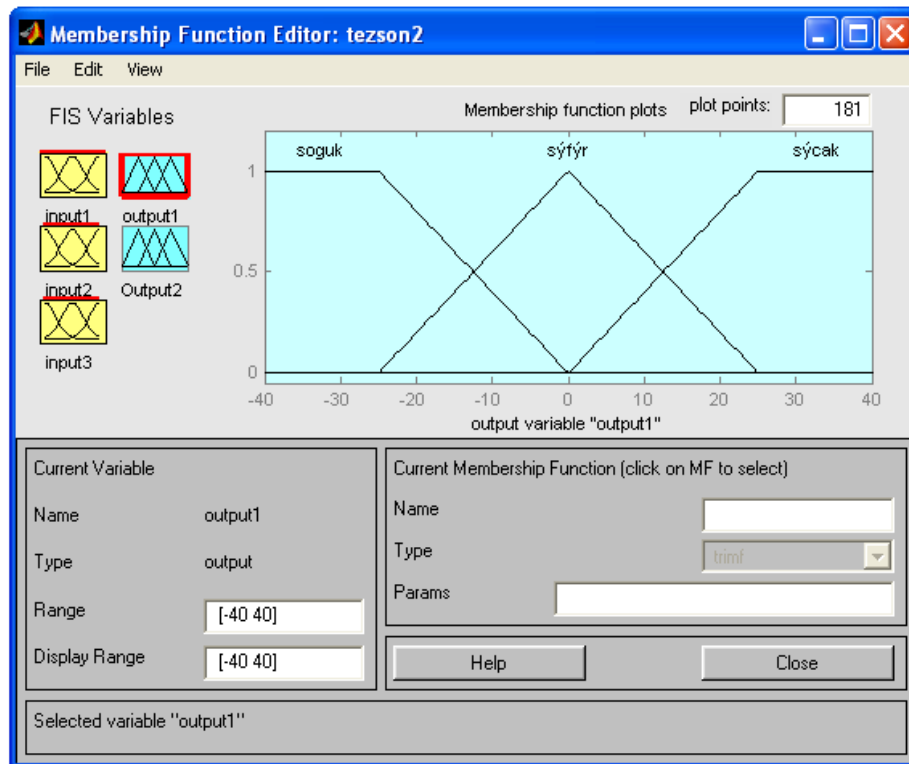 Membership Function Editor: tezson2
File Edit View
FIS Variables
Membership function plots plot points: 181
input1 output1
input2 Output2
input3
soguk sýfýr sýcak
1
0.5
0
-40 -30 -20 -10 0 10 20 30 40
output variable "output1"
Current Variable
Name output1
Type output
Range [-40 40]
Display Range [-40 40]
Current Membership Function (click on MF to select)
Name
Type trimf
Params
Help Close
Selected variable "output1"